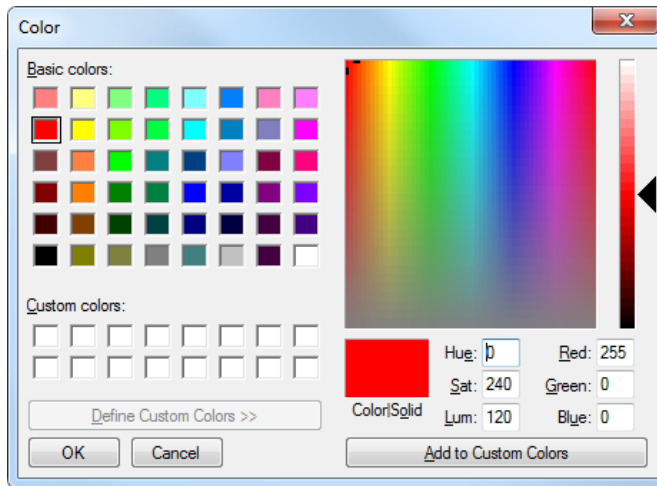 Color
x
Basic colors:
Custom colors:
Define Custom Colors >>
OK Cancel
Hue: 0 Red: 255
Sat: 240 Green: 0
Color|Solid
Lum: 120 Blue: 0
Add to Custom Colors